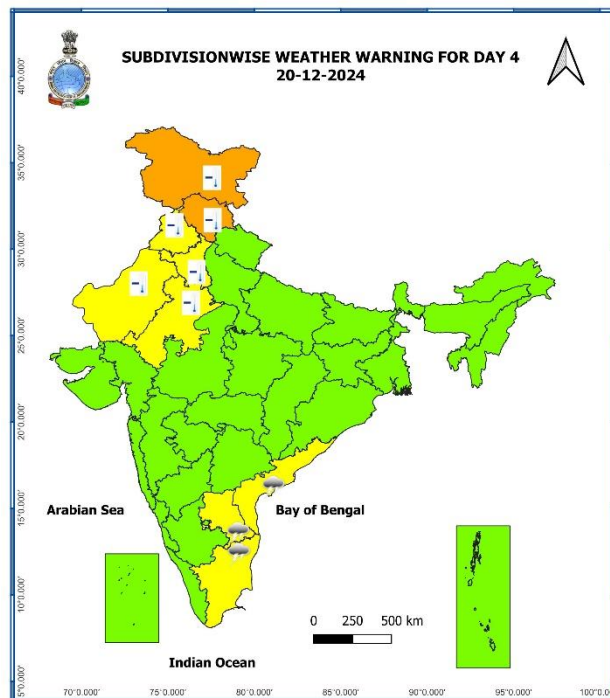 SUBDIVISIONWISE WEATHER WARNING FOR DAY 4
20-12-2024
40°0.000'
35°0.000'
30°0.000'
25°0.000'
20°0.000'
15°0.000'
10°0.000'
5°0.000'
Arabian Sea
Bay of Bengal
0 250 500 km
Indian Ocean
70°0.000' 75°0.000' 80°0.000' 85°0.000' 90°0.000' 95°0.000' 100°0.000'